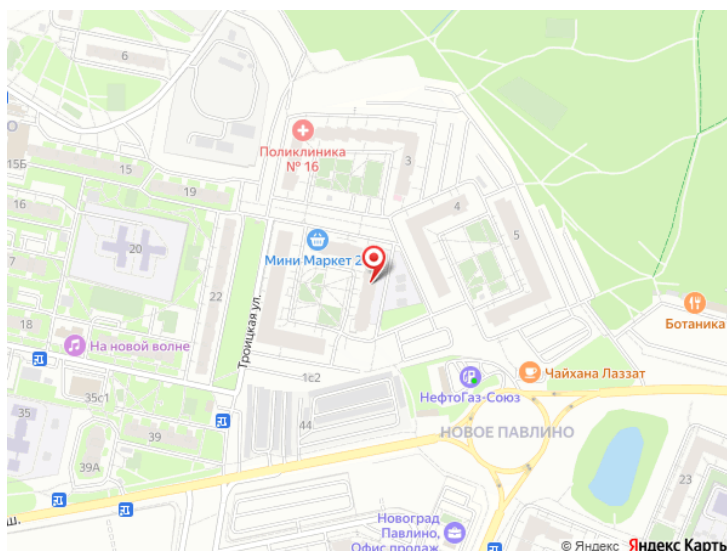 6
О
15Б
15
19
16
Поликлиника
№ 16
3
4
5
20
7
22
Мини Маркет 2
Троицкая ул.
18
На новой волне
35с1
35
39
39А
1с2
44
Ботаника
Чайхана Лаззат
НефтоГаз-Союз
НОВОЕ ПАВЛИНО
23
ш.
Новоград
Павлино,
Офис продаж
© Яндекс Яндекс Карты